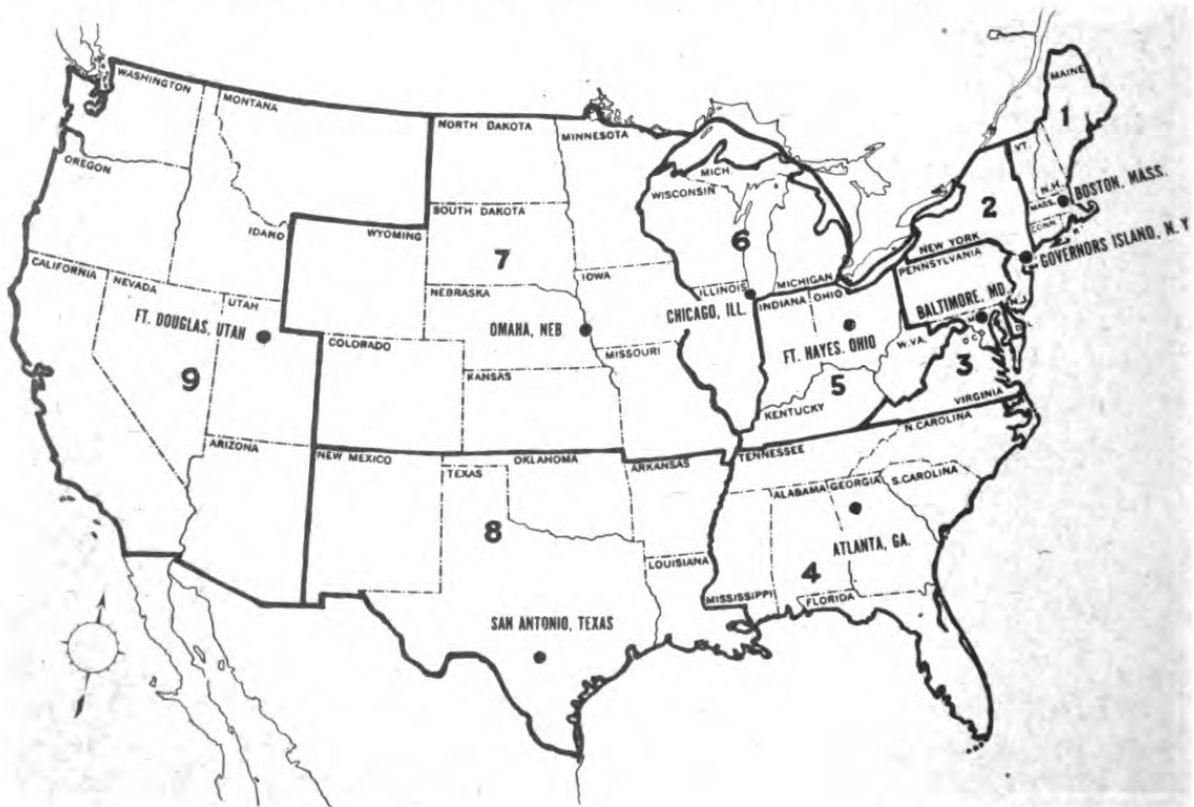 WASHINGTON
MONTANA
NORTH DAKOTA
MINNESOTA
MAINE
1
OREGON
MICH.
WISCONSIN
VT.
N.H.
MASS.
BOSTON, MASS.
CONN.
SOUTH DAKOTA
IDAHO
WYOMING
7
6
2
NEW YORK
GOVERNORS ISLAND, N.Y
CALIFORNIA
NEVADA
UTAH
FT. DOUGLAS, UTAH
NEBRASKA
IOWA
OMAHA, NEB
ILLINOIS
MICHIGAN
CHICAGO, ILL.
INDIANA
OHIO
PENNSYLVANIA
BALTIMORE, MD.
N.J.
D.C.
FT. HAYES, OHIO
W.VA.
9
COLORADO
KANSAS
MISSOURI
5
KENTUCKY
3
VIRGINIA
ARIZONA
NEW MEXICO
TEXAS
OKLAHOMA
ARKANSAS
TENNESSEE
N.CAROLINA
ALABAMA
GEORGIA
S.CAROLINA
8
ATLANTA, GA.
LOUISIANA
MISSISSIPPI
4
FLORIDA
SAN ANTONIO, TEXAS